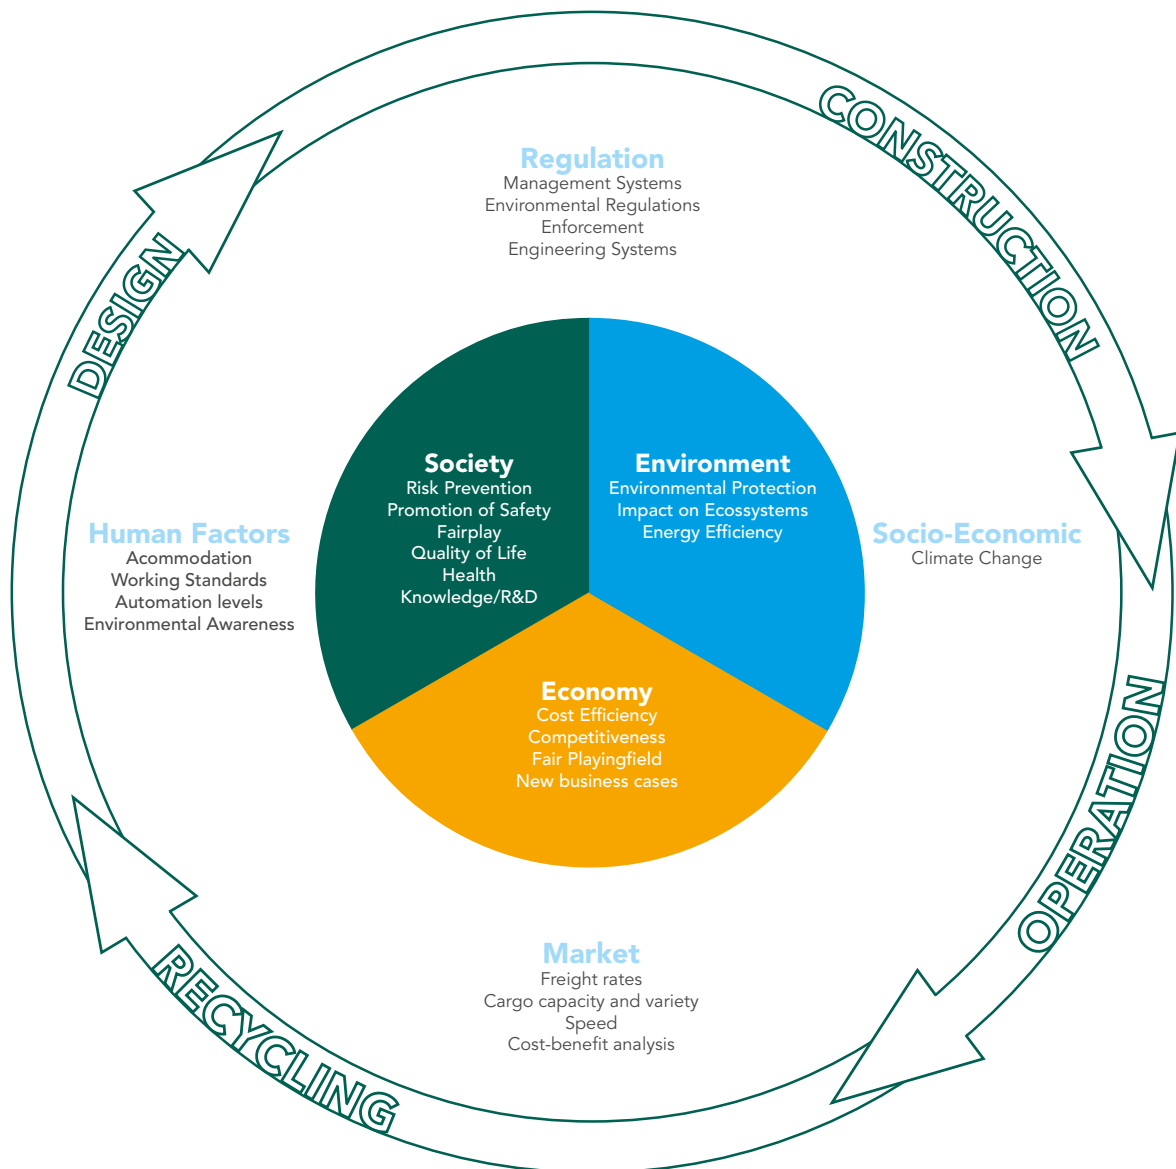 CONSTRUCTION
Regulation
Management Systems
Environmental Regulations
Enforcement
Engineering Systems
DESIGN
Society
Risk Prevention
Promotion of Safety
Fairplay
Quality of Life
Health
Knowledge/R&D
Environment
Environmental Protection
Impact on Ecosystems
Energy Efficiency
Human Factors
Acommodation
Working Standards
Automation levels
Environmental Awareness
Socio-Economic
Climate Change
Economy
Cost Efficiency
Competitiveness
Fair Playingfield
New business cases
OPERATION
Market
Freight rates
Cargo capacity and variety
Speed
Cost-benefit analysis
RECYCLING